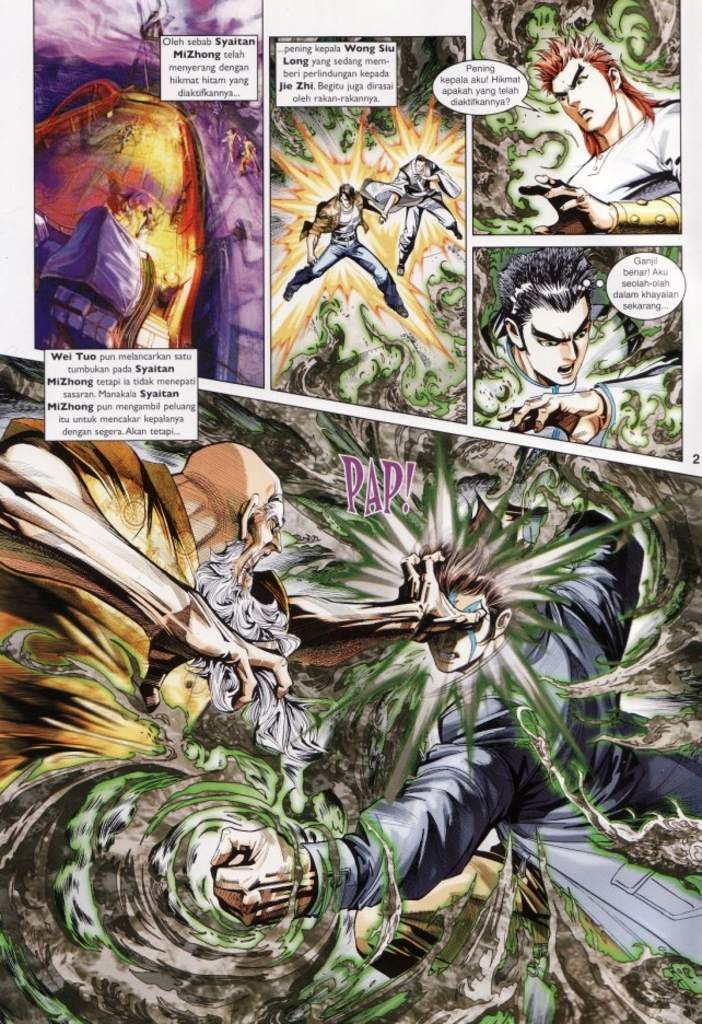 Oleh sebab Syaitan
MiZhong telah
menyerang dengan
hikmat hitam yang
diaktifkannya...
...pening kepala Wong Siu
Long yang sedang mem-
beri perlindungan kepada
Jie Zhi. Begitu juga dirasai
oleh rakan-rakannya.
Pening
kepala aku! Hikmat
apakah yang telah
diaktifkannya?
Ganjil
benar! Aku
seolah-olah
dalam khayalan
sekarang...
Wei Tuo pun melancarkan satu
tumbukan pada Syaitan
MiZhong tetapi ia tidak menepati
sasaran. Manakala Syaitan
MiZhong pun mengambil peluang
itu untuk mencakar kepalanya
dengan segera. Akan tetapi...
PAP!
2